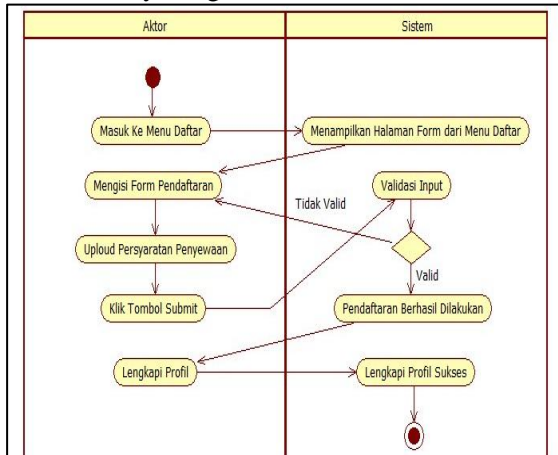 Aktor
Sistem
Masuk Ke Menu Daftar
Menampilkan Halaman Form dari Menu Daftar
Mengisi Form Pendaftaran
Validasi Input
Tidak Valid
Uploud Persyaratan Penyewaan
Valid
Klik Tombol Submit
Pendaftaran Berhasil Dilakukan
Lengkapi Profil
Lengkapi Profil Sukses